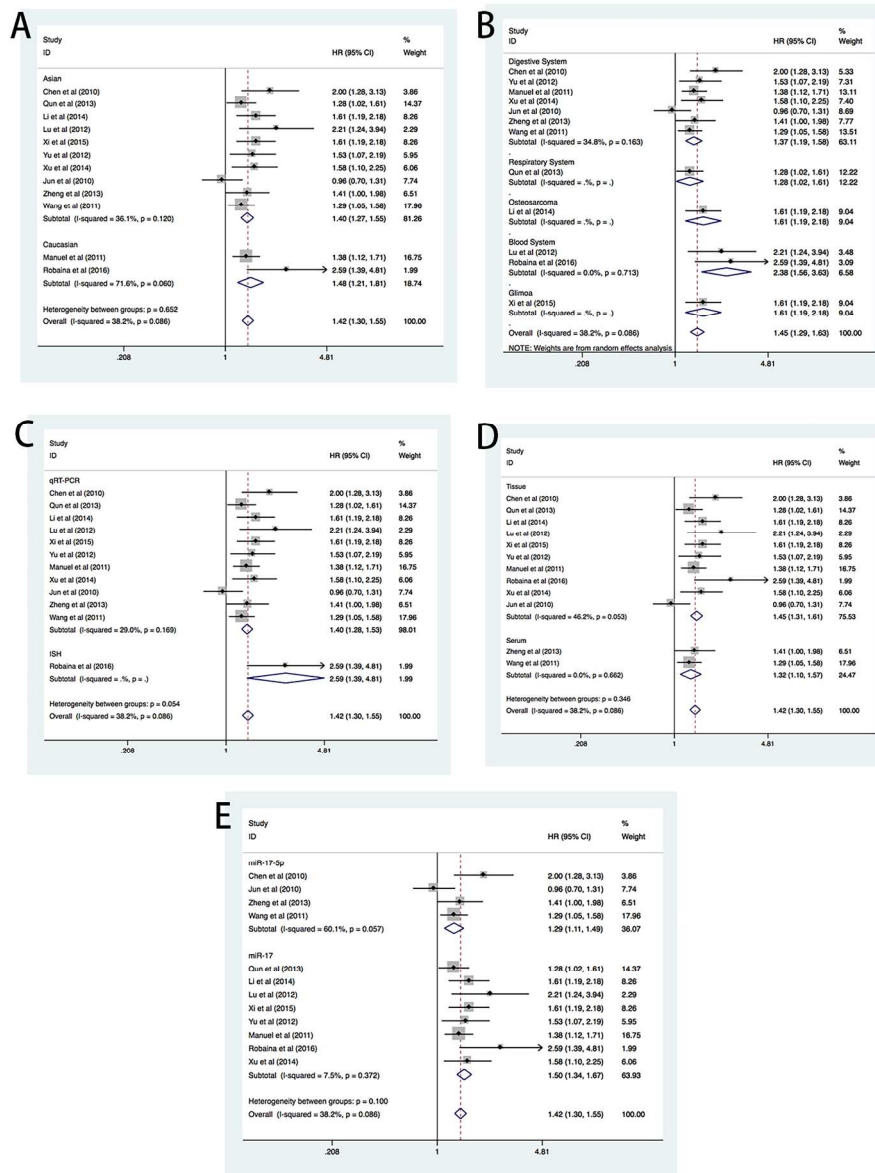 A
Study %
ID HR (95% CI) Weight
Asian
Chen et al (2010) 2.00 (1.28, 3.13) 3.86
Qun et al (2013) 1.28 (1.02, 1.61) 14.37
Li et al (2014) 1.61 (1.19, 2.18) 8.26
Lu et al (2012) 2.21 (1.24, 3.94) 2.29
Xi et al (2015) 1.61 (1.19, 2.18) 8.26
Yu et al (2012) 1.53 (1.07, 2.19) 5.95
Xu et al (2014) 1.58 (1.10, 2.25) 6.06
Jun et al (2010) 0.96 (0.70, 1.31) 7.74
Zheng et al (2013) 1.41 (1.00, 1.98) 6.51
Wang et al (2011) 1.29 (1.05, 1.58) 17.96
Subtotal (I-squared = 36.1%, p = 0.120) 1.40 (1.27, 1.55) 81.26
Caucasian
Manuel et al (2011) 1.38 (1.12, 1.71) 16.75
Robaina et al (2016) 2.59 (1.39, 4.81) 1.99
Subtotal (I-squared = 71.6%, p = 0.060) 1.48 (1.21, 1.81) 18.74
Heterogeneity between groups: p = 0.652
Overall (I-squared = 38.2%, p = 0.086) 1.42 (1.30, 1.55) 100.00
.208 1 4.81
B
Study %
ID HR (95% CI) Weight
Digestive System
Chen et al (2010) 2.00 (1.28, 3.13) 5.33
Yu et al (2012) 1.53 (1.07, 2.19) 7.31
Manuel et al (2011) 1.38 (1.12, 1.71) 13.11
Xu et al (2014) 1.58 (1.10, 2.25) 7.40
Jun et al (2010) 0.96 (0.70, 1.31) 8.69
Zheng et al (2013) 1.41 (1.00, 1.98) 7.77
Wang et al (2011) 1.29 (1.05, 1.58) 13.51
Subtotal (I-squared = 34.8%, p = 0.163) 1.37 (1.19, 1.58) 63.11
.
Respiratory System
Qun et al (2013) 1.28 (1.02, 1.61) 12.22
Subtotal (I-squared = .%, p = .) 1.28 (1.02, 1.61) 12.22
.
Osteosarcoma
Li et al (2014) 1.61 (1.19, 2.18) 9.04
Subtotal (I-squared = .%, p = .) 1.61 (1.19, 2.18) 9.04
.
Blood System
Lu et al (2012) 2.21 (1.24, 3.94) 3.48
Robaina et al (2016) 2.59 (1.39, 4.81) 3.09
Subtotal (I-squared = 0.0%, p = 0.713) 2.38 (1.56, 3.63) 6.58
.
Glimoa
Xi et al (2015) 1.61 (1.19, 2.18) 9.04
Subtotal (I-squared = .%, p = .) 1.61 (1.19, 2.18) 9.04
.
Overall (I-squared = 38.2%, p = 0.086) 1.45 (1.29, 1.63) 100.00
NOTE: Weights are from random effects analysis
.208 1 4.81
C
Study %
ID HR (95% CI) Weight
qRT-PCR
Chen et al (2010) 2.00 (1.28, 3.13) 3.86
Qun et al (2013) 1.28 (1.02, 1.61) 14.37
Li et al (2014) 1.61 (1.19, 2.18) 8.26
Lu et al (2012) 2.21 (1.24, 3.94) 2.29
Xi et al (2015) 1.61 (1.19, 2.18) 8.26
Yu et al (2012) 1.53 (1.07, 2.19) 5.95
Manuel et al (2011) 1.38 (1.12, 1.71) 16.75
Xu et al (2014) 1.58 (1.10, 2.25) 6.06
Jun et al (2010) 0.96 (0.70, 1.31) 7.74
Zheng et al (2013) 1.41 (1.00, 1.98) 6.51
Wang et al (2011) 1.29 (1.05, 1.58) 17.96
Subtotal (I-squared = 29.0%, p = 0.169) 1.40 (1.28, 1.53) 98.01
ISH
Robaina et al (2016) 2.59 (1.39, 4.81) 1.99
Subtotal (I-squared = .%, p = .) 2.59 (1.39, 4.81) 1.99
Heterogeneity between groups: p = 0.054
Overall (I-squared = 38.2%, p = 0.086) 1.42 (1.30, 1.55) 100.00
.208 1 4.81
D
Study %
ID HR (95% CI) Weight
Tissue
Chen et al (2010) 2.00 (1.28, 3.13) 3.86
Qun et al (2013) 1.28 (1.02, 1.61) 14.37
Li et al (2014) 1.61 (1.19, 2.18) 8.26
Lu et al (2012) 2.21 (1.24, 3.94) 2.29
Xi et al (2015) 1.61 (1.19, 2.18) 8.26
Yu et al (2012) 1.53 (1.07, 2.19) 5.95
Manuel et al (2011) 1.38 (1.12, 1.71) 16.75
Robaina et al (2016) 2.59 (1.39, 4.81) 1.99
Xu et al (2014) 1.58 (1.10, 2.25) 6.06
Jun et al (2010) 0.96 (0.70, 1.31) 7.74
Subtotal (I-squared = 46.2%, p = 0.053) 1.45 (1.31, 1.61) 75.53
Serum
Zheng et al (2013) 1.41 (1.00, 1.98) 6.51
Wang et al (2011) 1.29 (1.05, 1.58) 17.96
Subtotal (I-squared = 0.0%, p = 0.662) 1.32 (1.10, 1.57) 24.47
Heterogeneity between groups: p = 0.346
Overall (I-squared = 38.2%, p = 0.086) 1.42 (1.30, 1.55) 100.00
.208 1 4.81
E
Study %
ID HR (95% CI) Weight
miR-17-5p
Chen et al (2010) 2.00 (1.28, 3.13) 3.86
Jun et al (2010) 0.96 (0.70, 1.31) 7.74
Zheng et al (2013) 1.41 (1.00, 1.98) 6.51
Wang et al (2011) 1.29 (1.05, 1.58) 17.96
Subtotal (I-squared = 60.1%, p = 0.057) 1.29 (1.11, 1.49) 36.07
miR-17
Qun et al (2013) 1.28 (1.02, 1.61) 14.37
Li et al (2014) 1.61 (1.19, 2.18) 8.26
Lu et al (2012) 2.21 (1.24, 3.94) 2.29
Xi et al (2015) 1.61 (1.19, 2.18) 8.26
Yu et al (2012) 1.53 (1.07, 2.19) 5.95
Manuel et al (2011) 1.38 (1.12, 1.71) 16.75
Robaina et al (2016) 2.59 (1.39, 4.81) 1.99
Xu et al (2014) 1.58 (1.10, 2.25) 6.06
Subtotal (I-squared = 7.5%, p = 0.372) 1.50 (1.34, 1.67) 63.93
Heterogeneity between groups: p = 0.100
Overall (I-squared = 38.2%, p = 0.086) 1.42 (1.30, 1.55) 100.00
.208 1 4.81